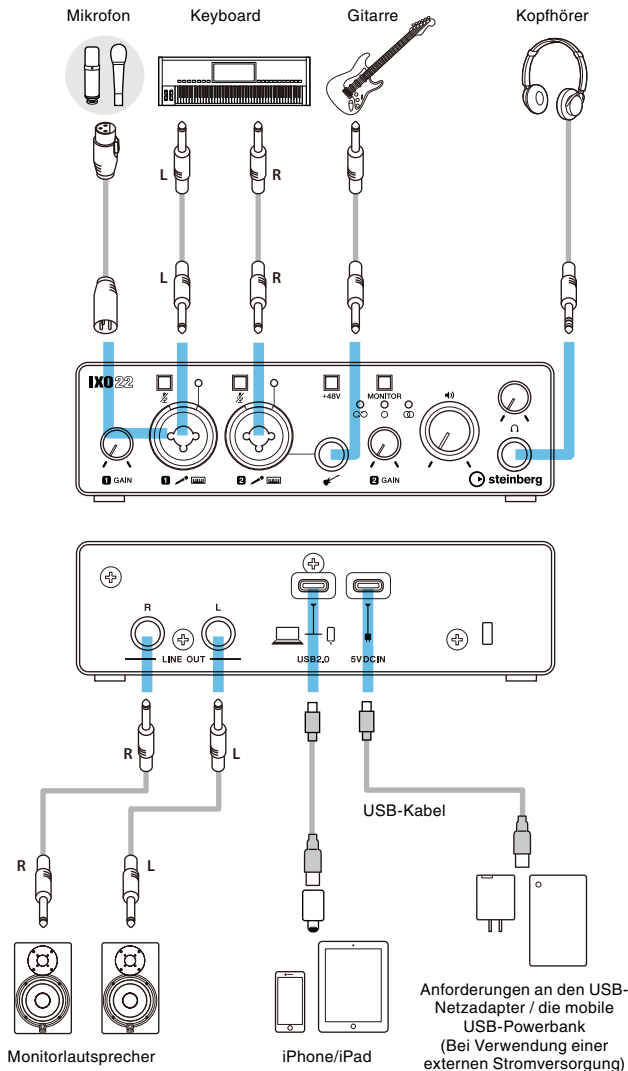 Mikrofon Keyboard Gitarre Kopfhörer
L R
L R
IXO22
+48V MONITOR
1 GAIN 1 2 2 GAIN steinberg
R L
LINE OUT USB2.0 5V DC IN
R L
USB-Kabel
R L
Monitorlautsprecher
iPhone/iPad
Anforderungen an den USB-
Netzadapter / die mobile
USB-Powerbank
(Bei Verwendung einer
externen Stromversorgung)